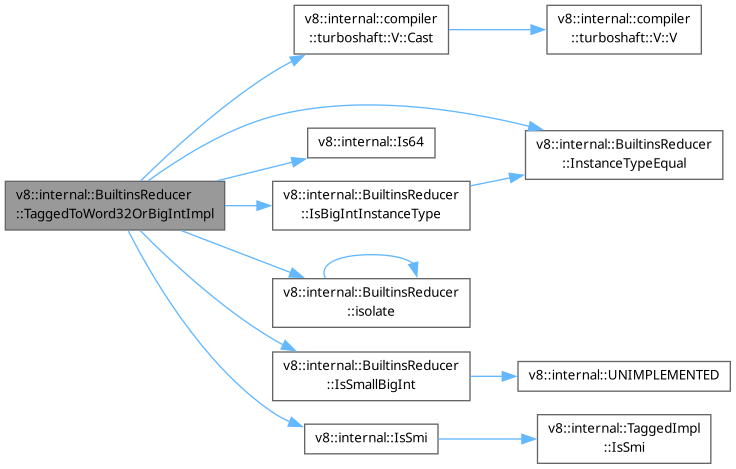 v8::internal::compiler
::turboshaft::V::Cast
v8::internal::compiler
::turboshaft::V::V
v8::internal::Is64
v8::internal::BuiltinsReducer
::InstanceTypeEqual
v8::internal::BuiltinsReducer
::TaggedToWord32OrBigIntImpl
v8::internal::BuiltinsReducer
::IsBigIntInstanceType
v8::internal::BuiltinsReducer
::isolate
v8::internal::BuiltinsReducer
::IsSmallBigInt
v8::internal::UNIMPLEMENTED
v8::internal::IsSmi
v8::internal::TaggedImpl
::IsSmi